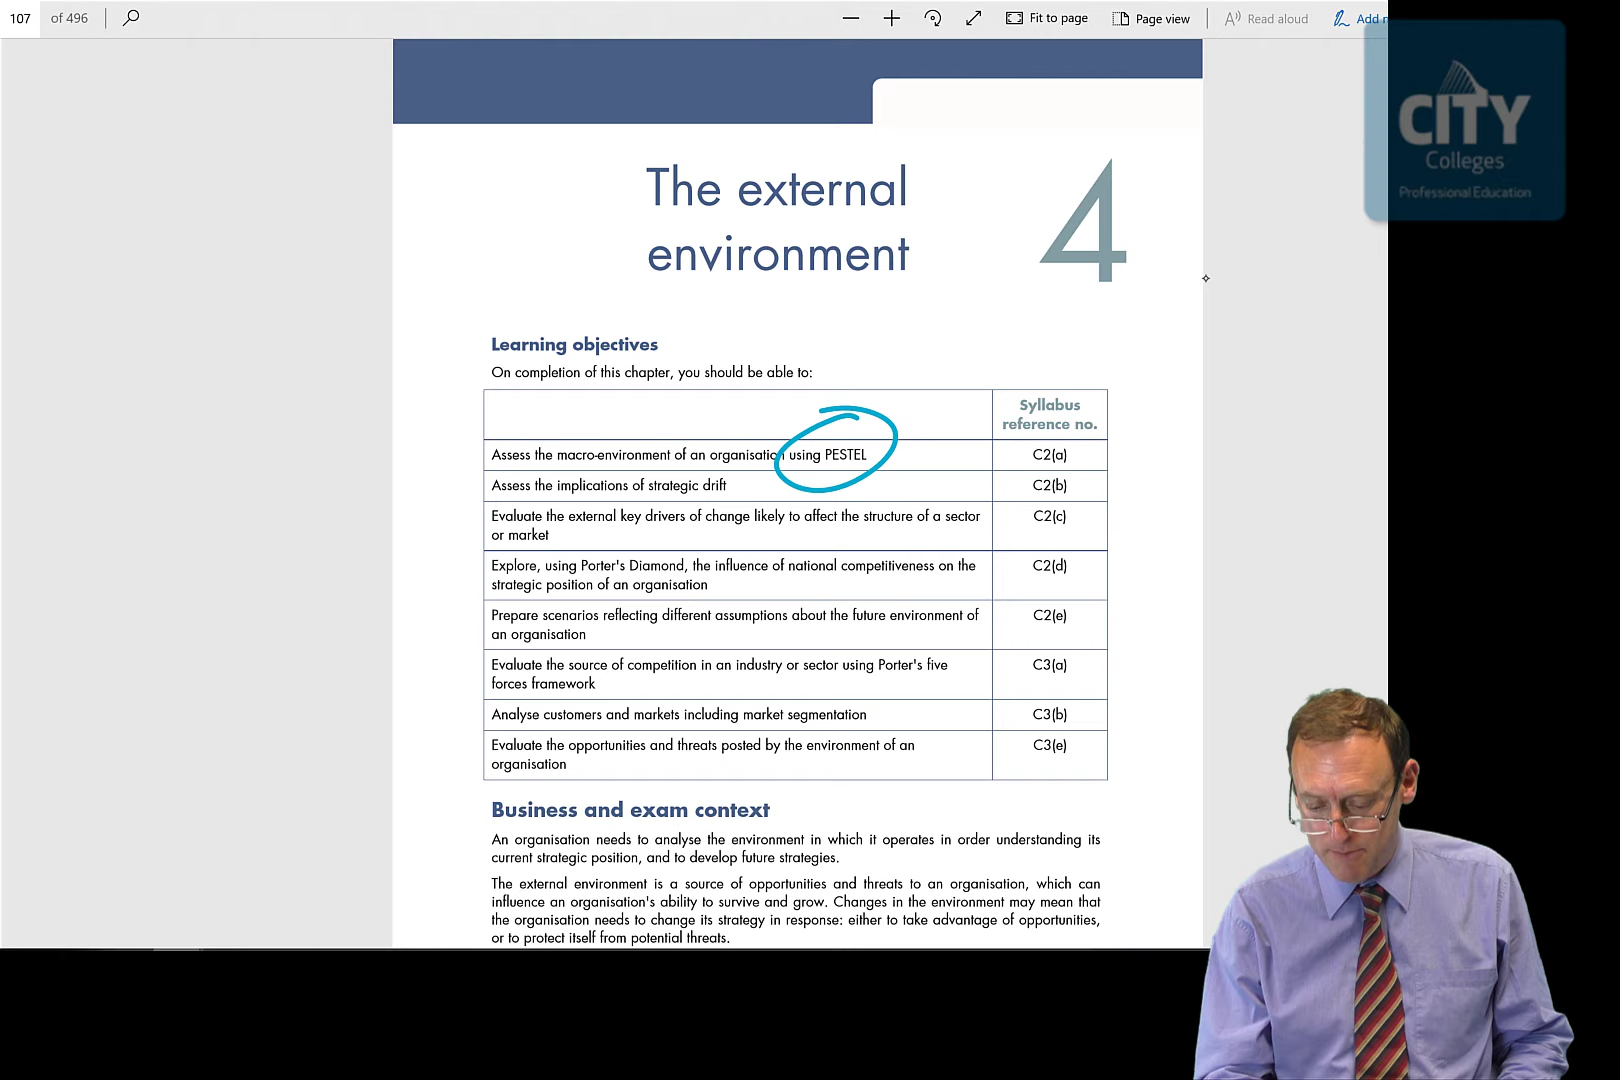 107 of 496 Fit to page Page view Read aloud Add n
CITY
Colleges
Professional Education
The external
environment
4
Learning objectives
On completion of this chapter, you should be able to:
Syllabus
reference no.
Assess the macro-environment of an organisation using PESTEL C2(a)
Assess the implications of strategic drift C2(b)
Evaluate the external key drivers of change likely to affect the structure of a sector C2(c)
or market
Explore, using Porter's Diamond, the influence of national competitiveness on the C2(d)
strategic position of an organisation
Prepare scenarios reflecting different assumptions about the future environment of C2(e)
an organisation
Evaluate the source of competition in an industry or sector using Porter's five C3(a)
forces framework
Analyse customers and markets including market segmentation C3(b)
Evaluate the opportunities and threats posted by the environment of an C3(e)
organisation
Business and exam context
An organisation needs to analyse the environment in which it operates in order understanding its
current strategic position, and to develop future strategies.
The external environment is a source of opportunities and threats to an organisation, which can
influence an organisation's ability to survive and grow. Changes in the environment may mean that
the organisation needs to change its strategy in response: either to take advantage of opportunities,
or to protect itself from potential threats.